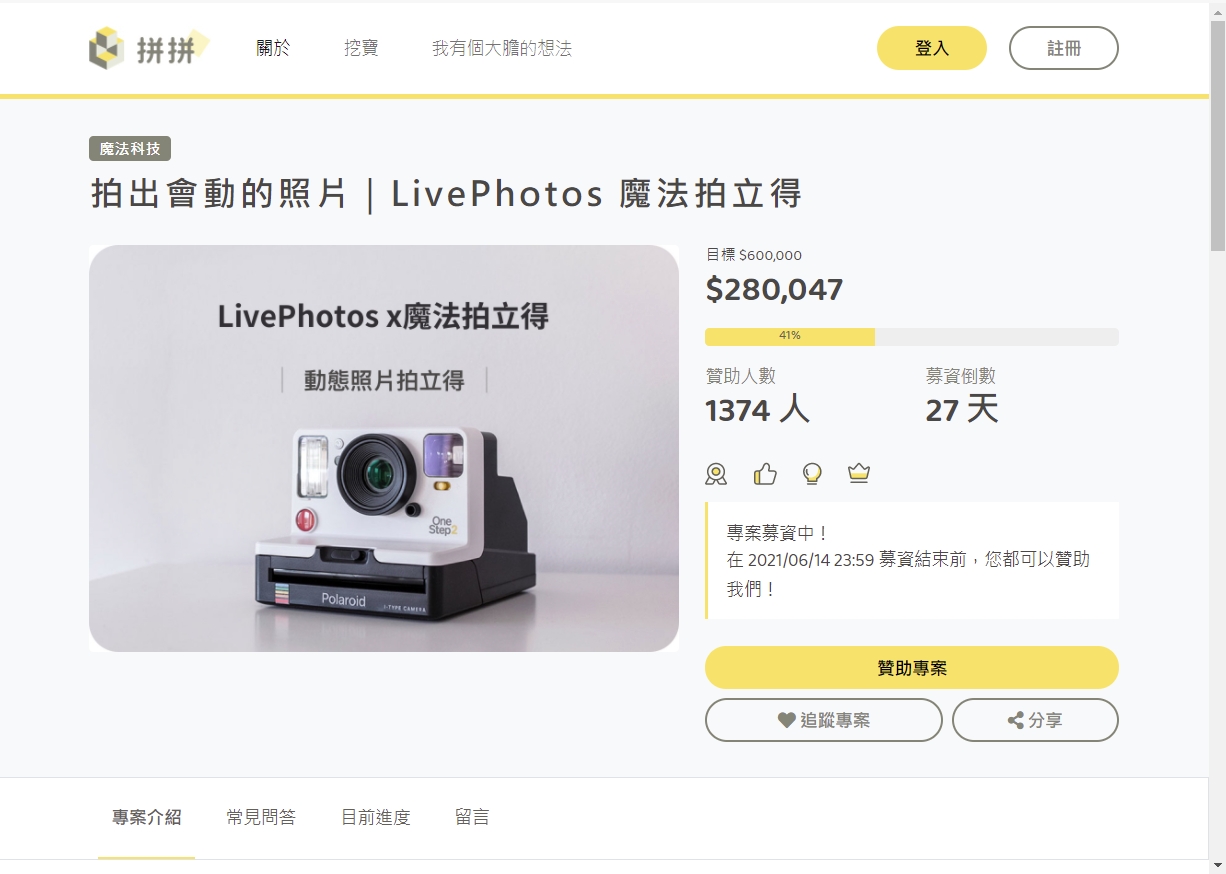 拼拼
關於
挖寶
我有個大膽的想法
登入
註冊
魔法科技
拍出會動的照片｜LivePhotos 魔法拍立得
LivePhotos x魔法拍立得
動態照片拍立得
One
Step2
Polaroid
I-TYPE CAMERA
目標 $600,000
$280,047
41%
贊助人數
1374 人
募資倒數
27 天
專案募資中！
在 2021/06/14 23:59 募資結束前，您都可以贊助
我們！
贊助專案
追蹤專案
分享
專案介紹
常見問答
目前進度
留言